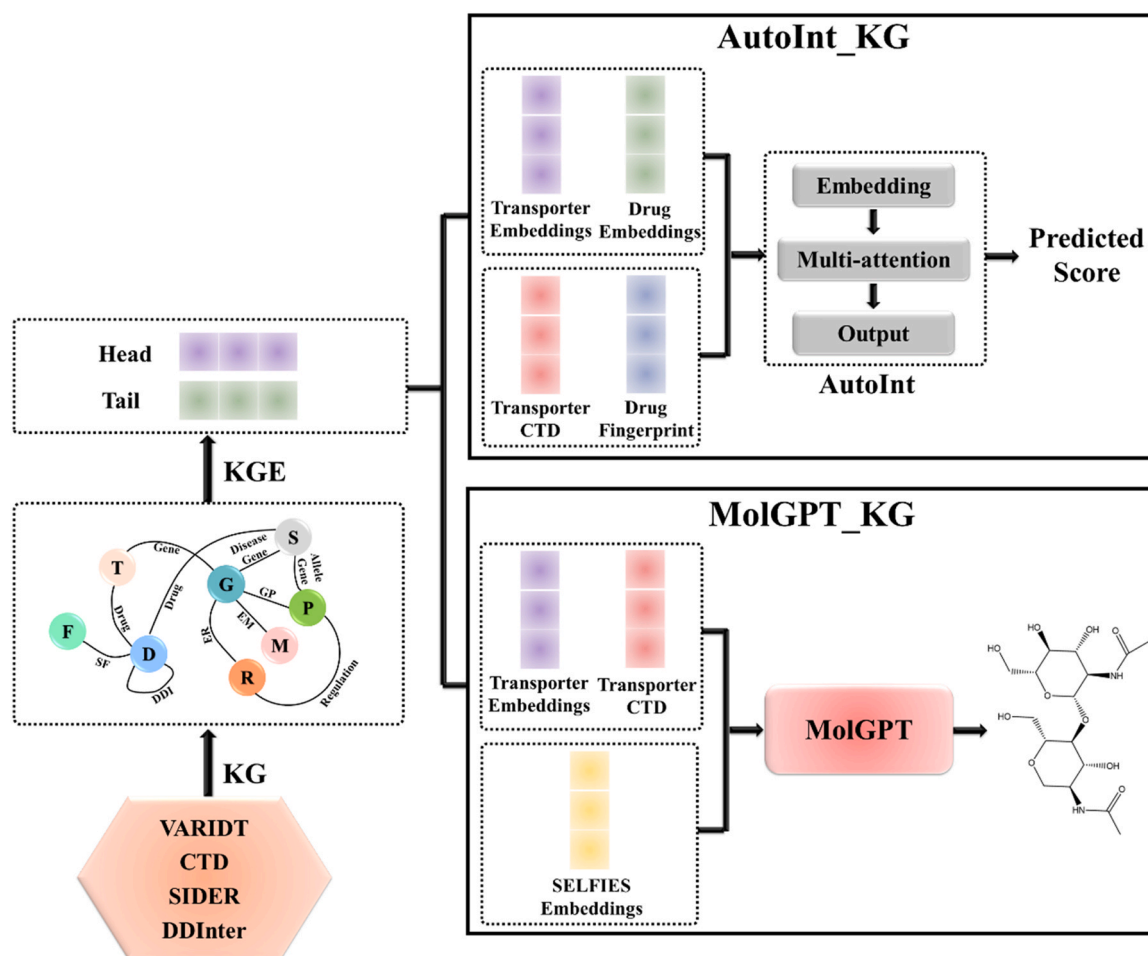 AutoInt_KG
Transporter
Embeddings
Drug
Embeddings
Transporter
CTD
Drug
Fingerprint
Embedding
Multi-attention
Output
AutoInt
Predicted
Score
Head
Tail
KGE
T
Gene
Disease
Gene
S
Allele
Gene
G
GP
P
Drug
Drug
F
SF
D
DDI
ER
EM
M
R
Regulation
KG
VARIDT
CTD
SIDER
DDInter
MolGPT_KG
Transporter
Embeddings
Transporter
CTD
SELFIES
Embeddings
MolGPT
HO
OH
HO
O
NH
O
HO
O
O
OH
NH
O